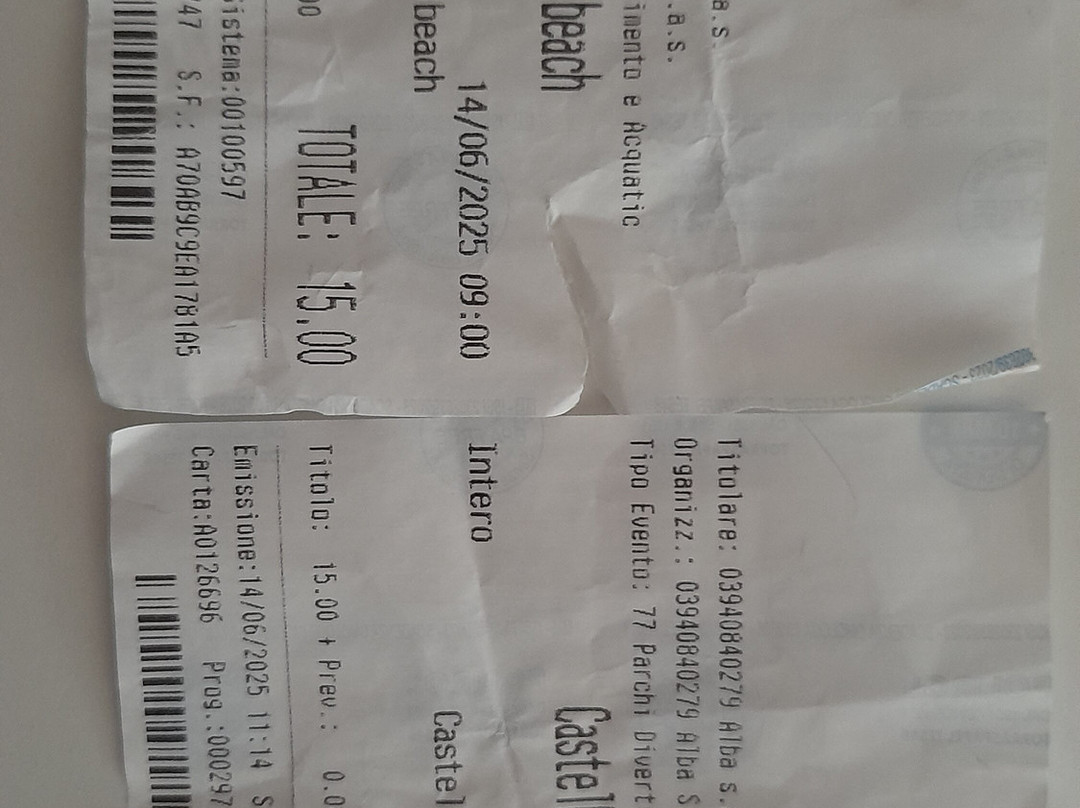 a.s.
.a.s.
imento e Acquatic
beach
14/06/2025 09:00
beach
00 TOTALE: 15,00
istema:00100597
47 S.F.: A70AB9C9EA1781A5
Titolare: 03940840279 Alba s.
Organizz.: 03940840279 Alba S
Tipo Evento: 77 Parchi Divert
Castel
Intero
Castel
Titolo: 15.00 + Prev.: 0.0
Emissione:14/06/2025 11:14 S
Carta:A0126696 Prog.:000297